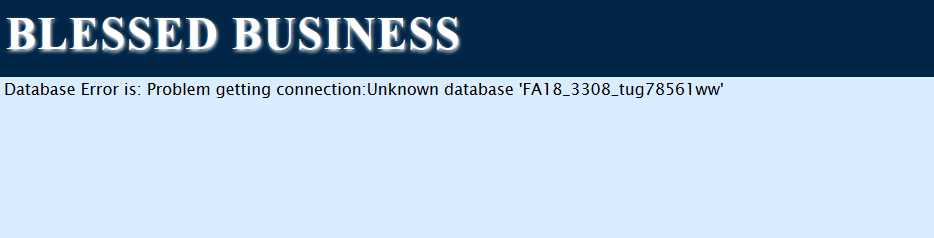 BLESSED BUSINESS
Database Error is: Problem getting connection:Unknown database 'FA18_3308_tug78561ww'